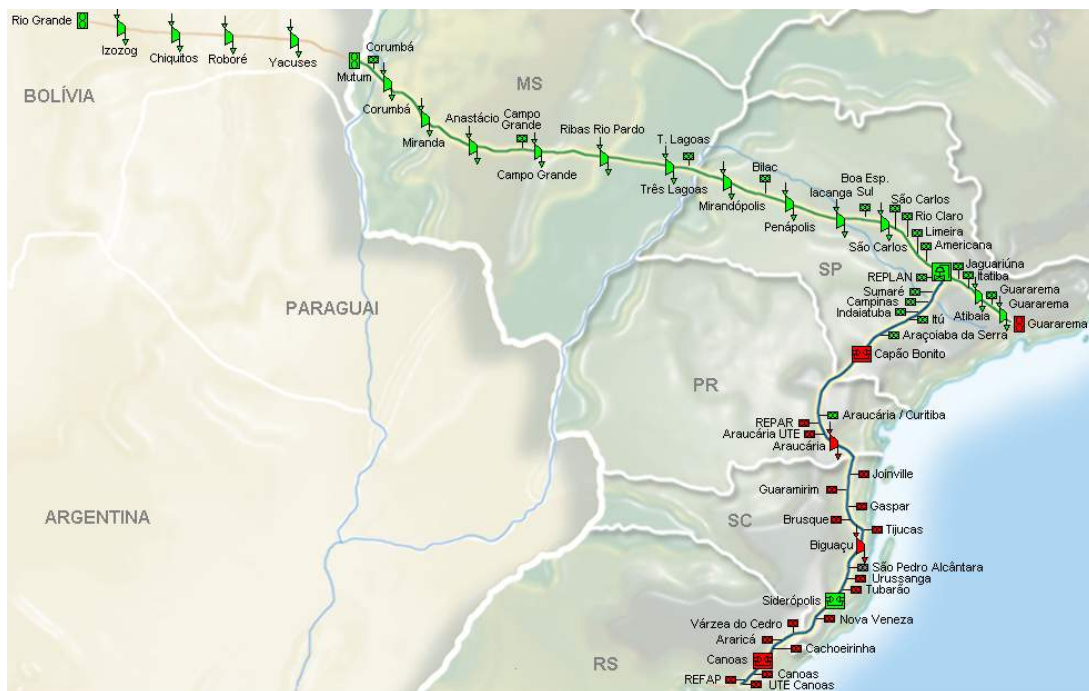 Rio Grande
Izozog
Chiquitos
Roboré
Yacuses
Corumbá
Mutum
BOLÍVIA
MS
Corumbá
Miranda
Anastácio
Campo
Grande
Campo Grande
Ribas Rio Pardo
T. Lagoas
Três Lagoas
Bilac
Mirandópolis
Penápolis
Boa Esp.
Sul
Iacanga
São Carlos
São Carlos
Rio Claro
Limeira
Americana
SP
REPLAN
Jaguariúna
Itatiba
Sumaré
Guararema
Campinas
Guararema
Indaiatuba
Atibaia
Itú
Guararema
PARAGUAI
Araçoiaba da Serra
Capão Bonito
PR
Araucária / Curitiba
REPAR
Araucária UTE
Araucária
Joinville
Guaramirim
Gaspar
ARGENTINA
SC
Brusque
Tijucas
Biguaçu
São Pedro Alcântara
Urussanga
Tubarão
Siderópolis
Nova Veneza
Várzea do Cedro
Araricá
Cachoeirinha
RS
Canoas
Canoas
REFAP
UTE Canoas